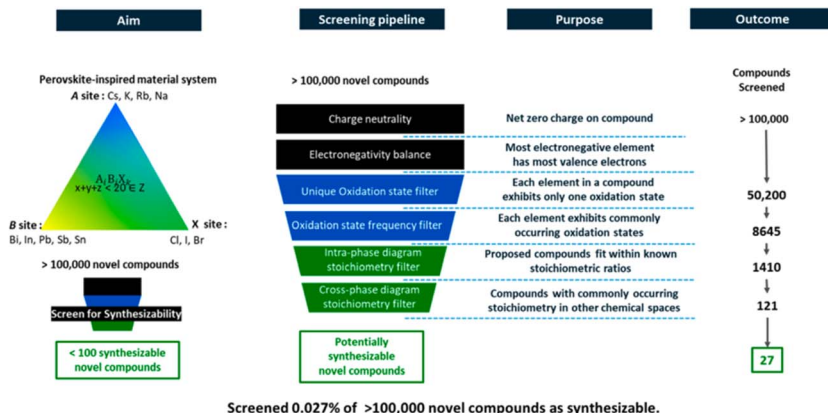 Aim
Screening pipeline
Purpose
Outcome
Perovskite-inspired material system
A site : Cs, K, Rb, Na
x+y+z < 20 ∈ Z
B site :
Bi, In, Pb, Sb, Sn
X site :
Cl, I, Br
> 100,000 novel compounds
Screen for Synthesizability
< 100 synthesizable
novel compounds
> 100,000 novel compounds
Charge neutrality
Electronegativity balance
Unique Oxidation state filter
Oxidation state frequency filter
Intra-phase diagram
stoichiometry filter
Cross-phase diagram
stoichiometry filter
Potentially
synthesizable
novel compounds
Net zero charge on compound
Most electronegative element
has most valence electrons
Each element in a compound
exhibits only one oxidation state
Each element exhibits commonly
occurring oxidation states
Proposed compounds fit within known
stoichiometric ratios
Compounds with commonly occurring
stoichiometry in other chemical spaces
Compounds
Screened
> 100,000
50,200
8645
1410
121
27
Screened 0.027% of >100,000 novel compounds as synthesizable.